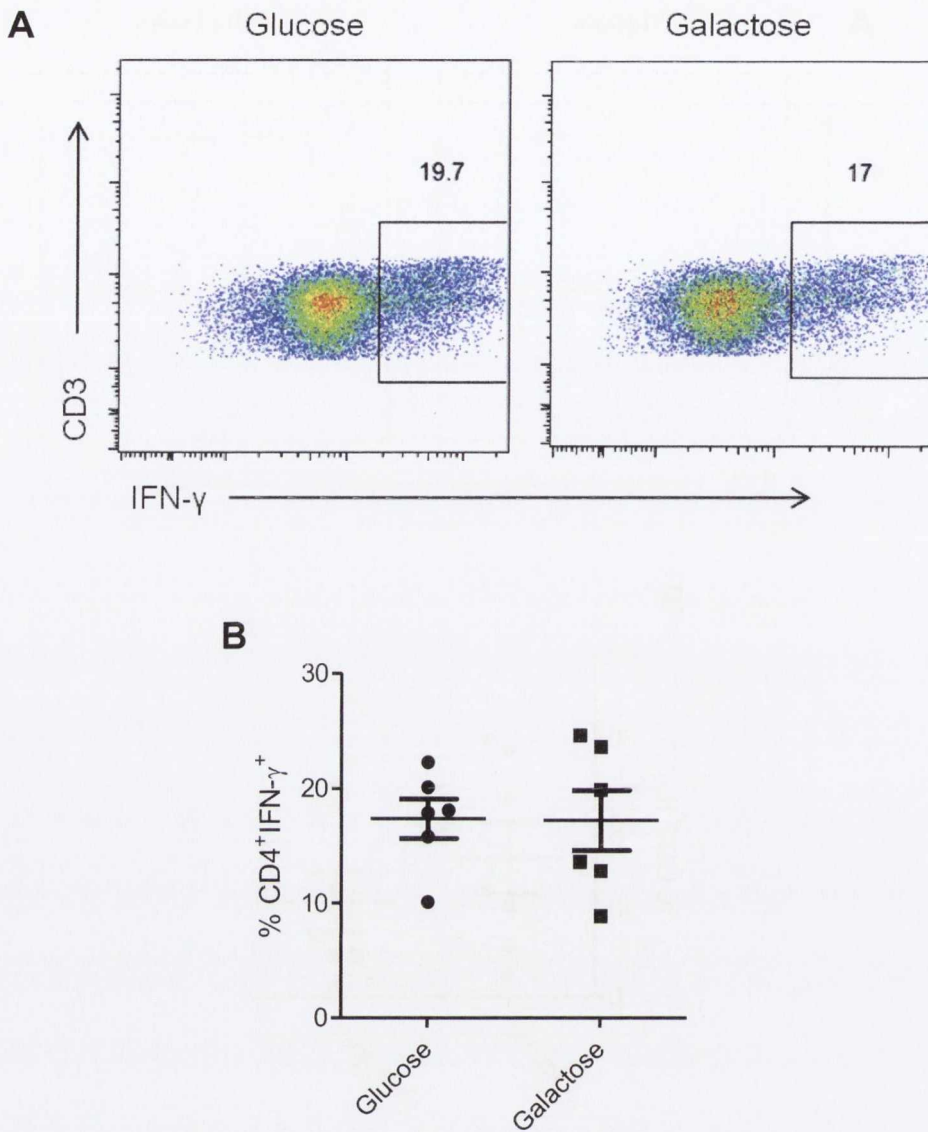 A
Glucose
Galactose
19.7
17
CD3
IFN-γ
B
30
20
10
0
% CD4⁺IFN-γ⁺
Glucose
Galactose